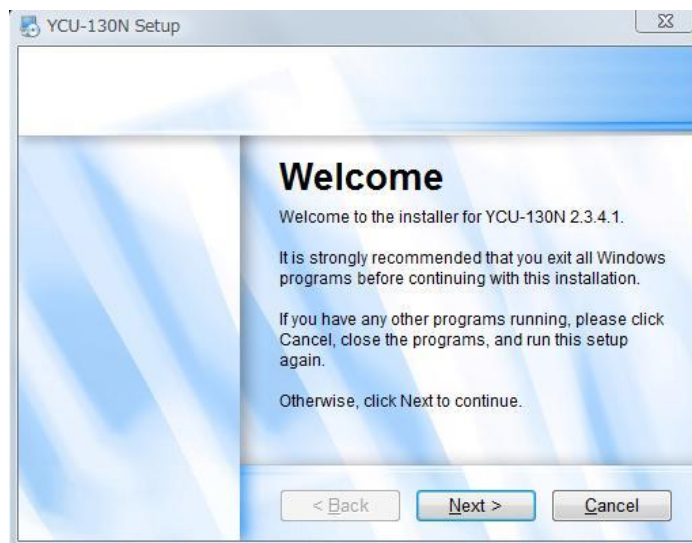 YCU-130N Setup
Welcome
Welcome to the installer for YCU-130N 2.3.4.1.
It is strongly recommended that you exit all Windows
programs before continuing with this installation.
If you have any other programs running, please click
Cancel, close the programs, and run this setup
again.
Otherwise, click Next to continue.
< Back
Next >
Cancel